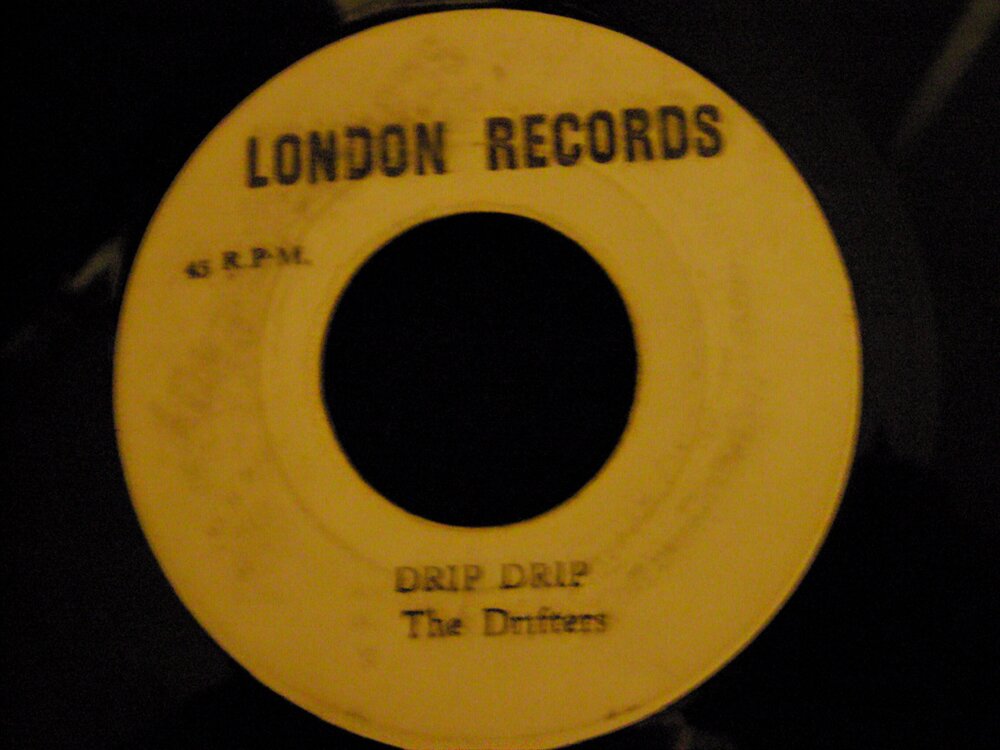 LONDON RECORDS
45 R.P.M.
DRIP DRIP
The Drifters